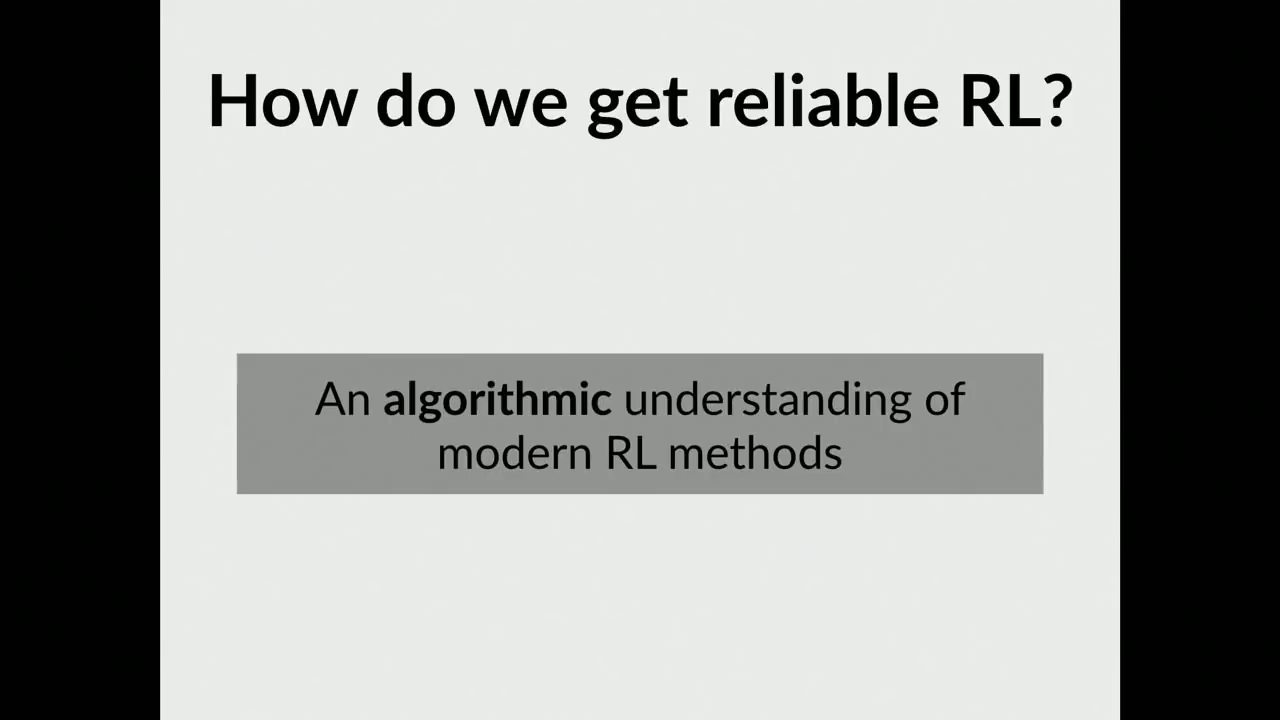 How do we get reliable RL?
An algorithmic understanding of
modern RL methods